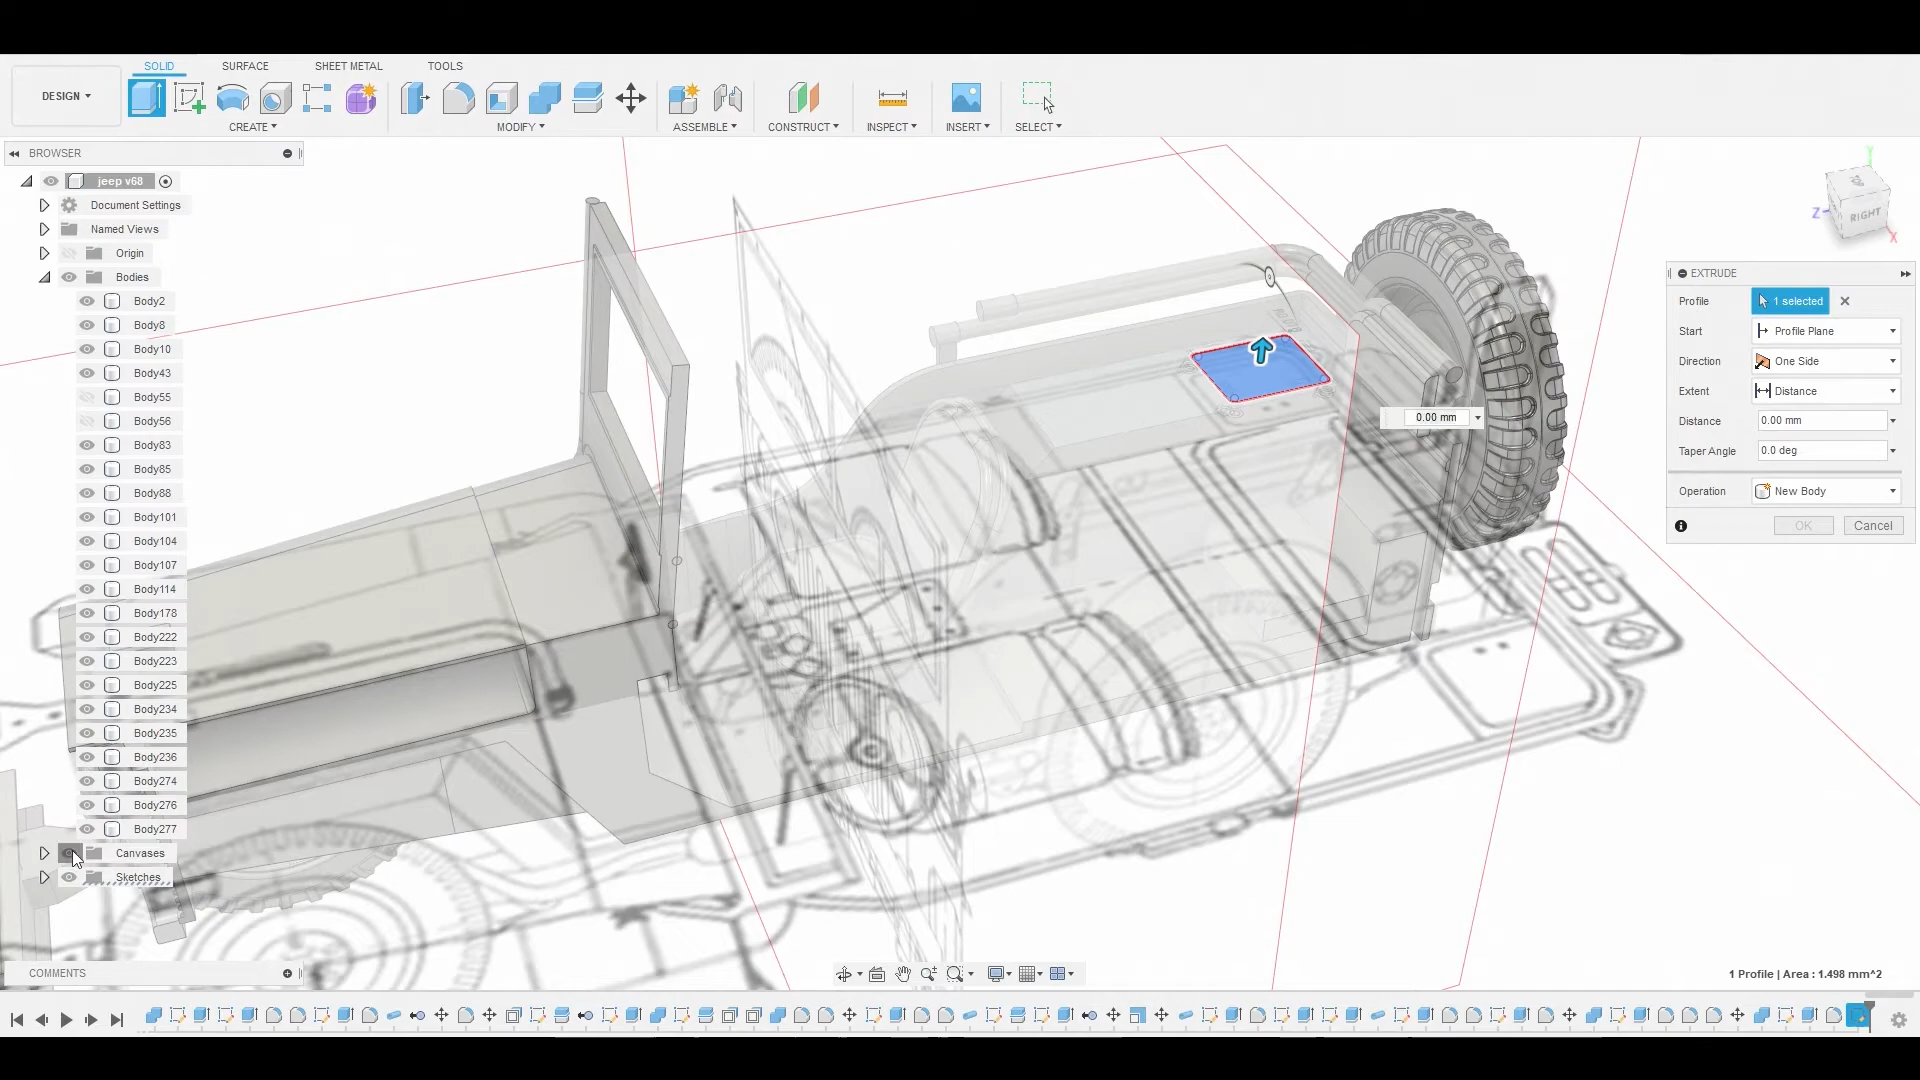 SOLID SURFACE SHEET METAL TOOLS
DESIGN
CREATE MODIFY ASSEMBLE CONSTRUCT INSPECT INSERT SELECT
BROWSER
jeep v68
Document Settings
Named Views
Origin
Bodies
Body2
Body8
Body10
Body43
Body55
Body56
Body83
Body85
Body88
Body101
Body104
Body107
Body114
Body178
Body222
Body223
Body225
Body234
Body235
Body236
Body274
Body276
Body277
Canvases
Sketches
COMMENTS
Y
Z
X
RIGHT
0.00 mm
EXTRUDE
Profile 1 selected
Start Profile Plane
Direction One Side
Extent Distance
Distance 0.00 mm
Taper Angle 0.0 deg
Operation New Body
OK Cancel
1 Profile | Area : 1.498 mm^2